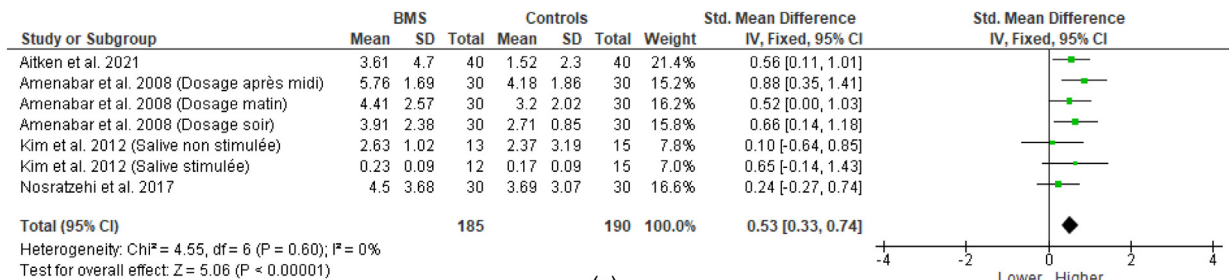 BMS Controls Std. Mean Difference Std. Mean Difference
Study or Subgroup Mean SD Total Mean SD Total Weight IV, Fixed, 95% CI IV, Fixed, 95% CI
Aitken et al. 2021 3.61 4.7 40 1.52 2.3 40 21.4% 0.56 [0.11, 1.01]
Amenabar et al. 2008 (Dosage après midi) 5.76 1.69 30 4.18 1.86 30 15.2% 0.88 [0.35, 1.41]
Amenabar et al. 2008 (Dosage matin) 4.41 2.57 30 3.2 2.02 30 16.2% 0.52 [0.00, 1.03]
Amenabar et al. 2008 (Dosage soir) 3.91 2.38 30 2.71 0.85 30 15.8% 0.66 [0.14, 1.18]
Kim et al. 2012 (Salive non stimulée) 2.63 1.02 13 2.37 3.19 15 7.8% 0.10 [-0.64, 0.85]
Kim et al. 2012 (Salive stimulée) 0.23 0.09 12 0.17 0.09 15 7.0% 0.65 [-0.14, 1.43]
Nosratzehi et al. 2017 4.5 3.68 30 3.69 3.07 30 16.6% 0.24 [-0.27, 0.74]
Total (95% CI) 185 190 100.0% 0.53 [0.33, 0.74]
Heterogeneity: Chi² = 4.55, df = 6 (P = 0.60); I² = 0%
Test for overall effect: Z = 5.06 (P < 0.00001)
-4 -2 0 2 4
Lower Higher